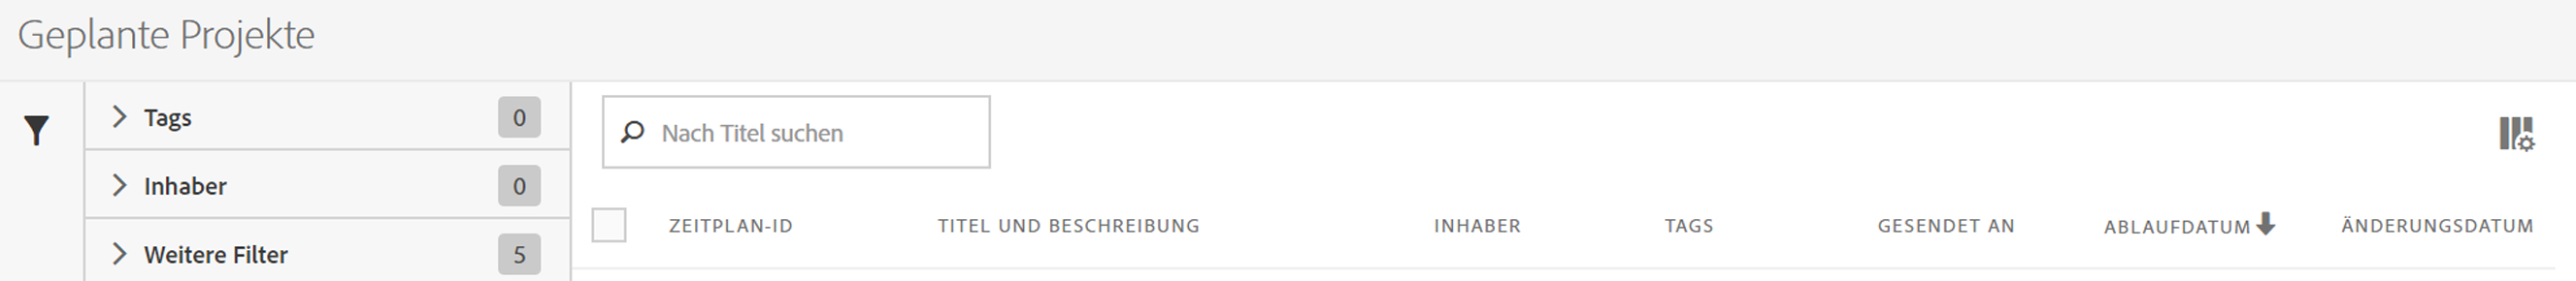 Geplante Projekte
Tags 0
Inhaber 0
Weitere Filter 5
Nach Titel suchen
ZEITPLAN-ID TITEL UND BESCHREIBUNG INHABER TAGS GESENDET AN ABLAUFDATUM ÄNDERUNGSDATUM